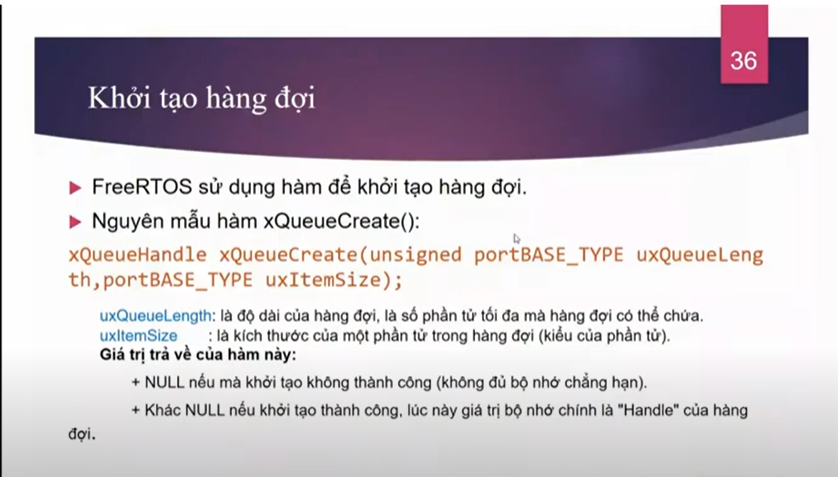 36
Khởi tạo hàng đợi
FreeRTOS sử dụng hàm để khởi tạo hàng đợi.
Nguyên mẫu hàm xQueueCreate():
xQueueHandle xQueueCreate(unsigned portBASE_TYPE uxQueueLeng
th,portBASE_TYPE uxItemSize);
uxQueueLength: là độ dài của hàng đợi, là số phần tử tối đa mà hàng đợi có thể chứa.
uxItemSize : là kích thước của một phần tử trong hàng đợi (kiểu của phần tử).
Giá trị trả về của hàm này:
+ NULL nếu mà khởi tạo không thành công (không đủ bộ nhớ chẳng hạn).
+ Khác NULL nếu khởi tạo thành công, lúc này giá trị bộ nhớ chính là "Handle" của hàng
đợi.